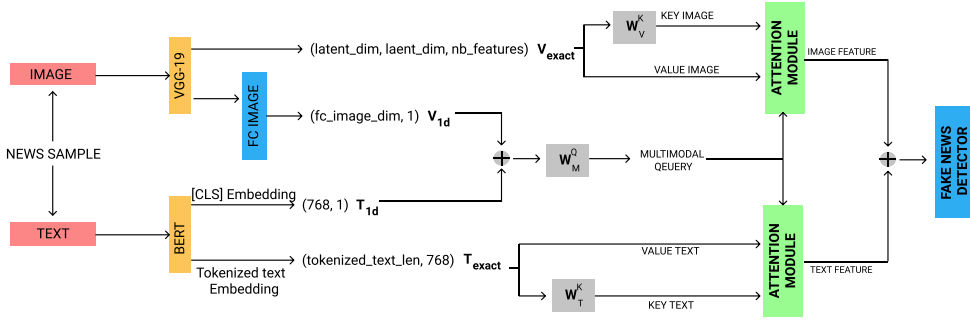 IMAGE
NEWS SAMPLE
TEXT
VGG-19
FC IMAGE
BERT
(latent_dim, laent_dim, nb_features) V_exact
(fc_image_dim, 1) V_1d
[CLS] Embedding
(768, 1) T_1d
Tokenized text
Embedding
(tokenized_text_len, 768) T_exact
W_V^K
KEY IMAGE
VALUE IMAGE
+
W_M^Q
MULTIMODAL
QEUERY
VALUE TEXT
W_T^K
KEY TEXT
ATTENTION
MODULE
IMAGE FEATURE
ATTENTION
MODULE
TEXT FEATURE
+
FAKE NEWS
DETECTOR